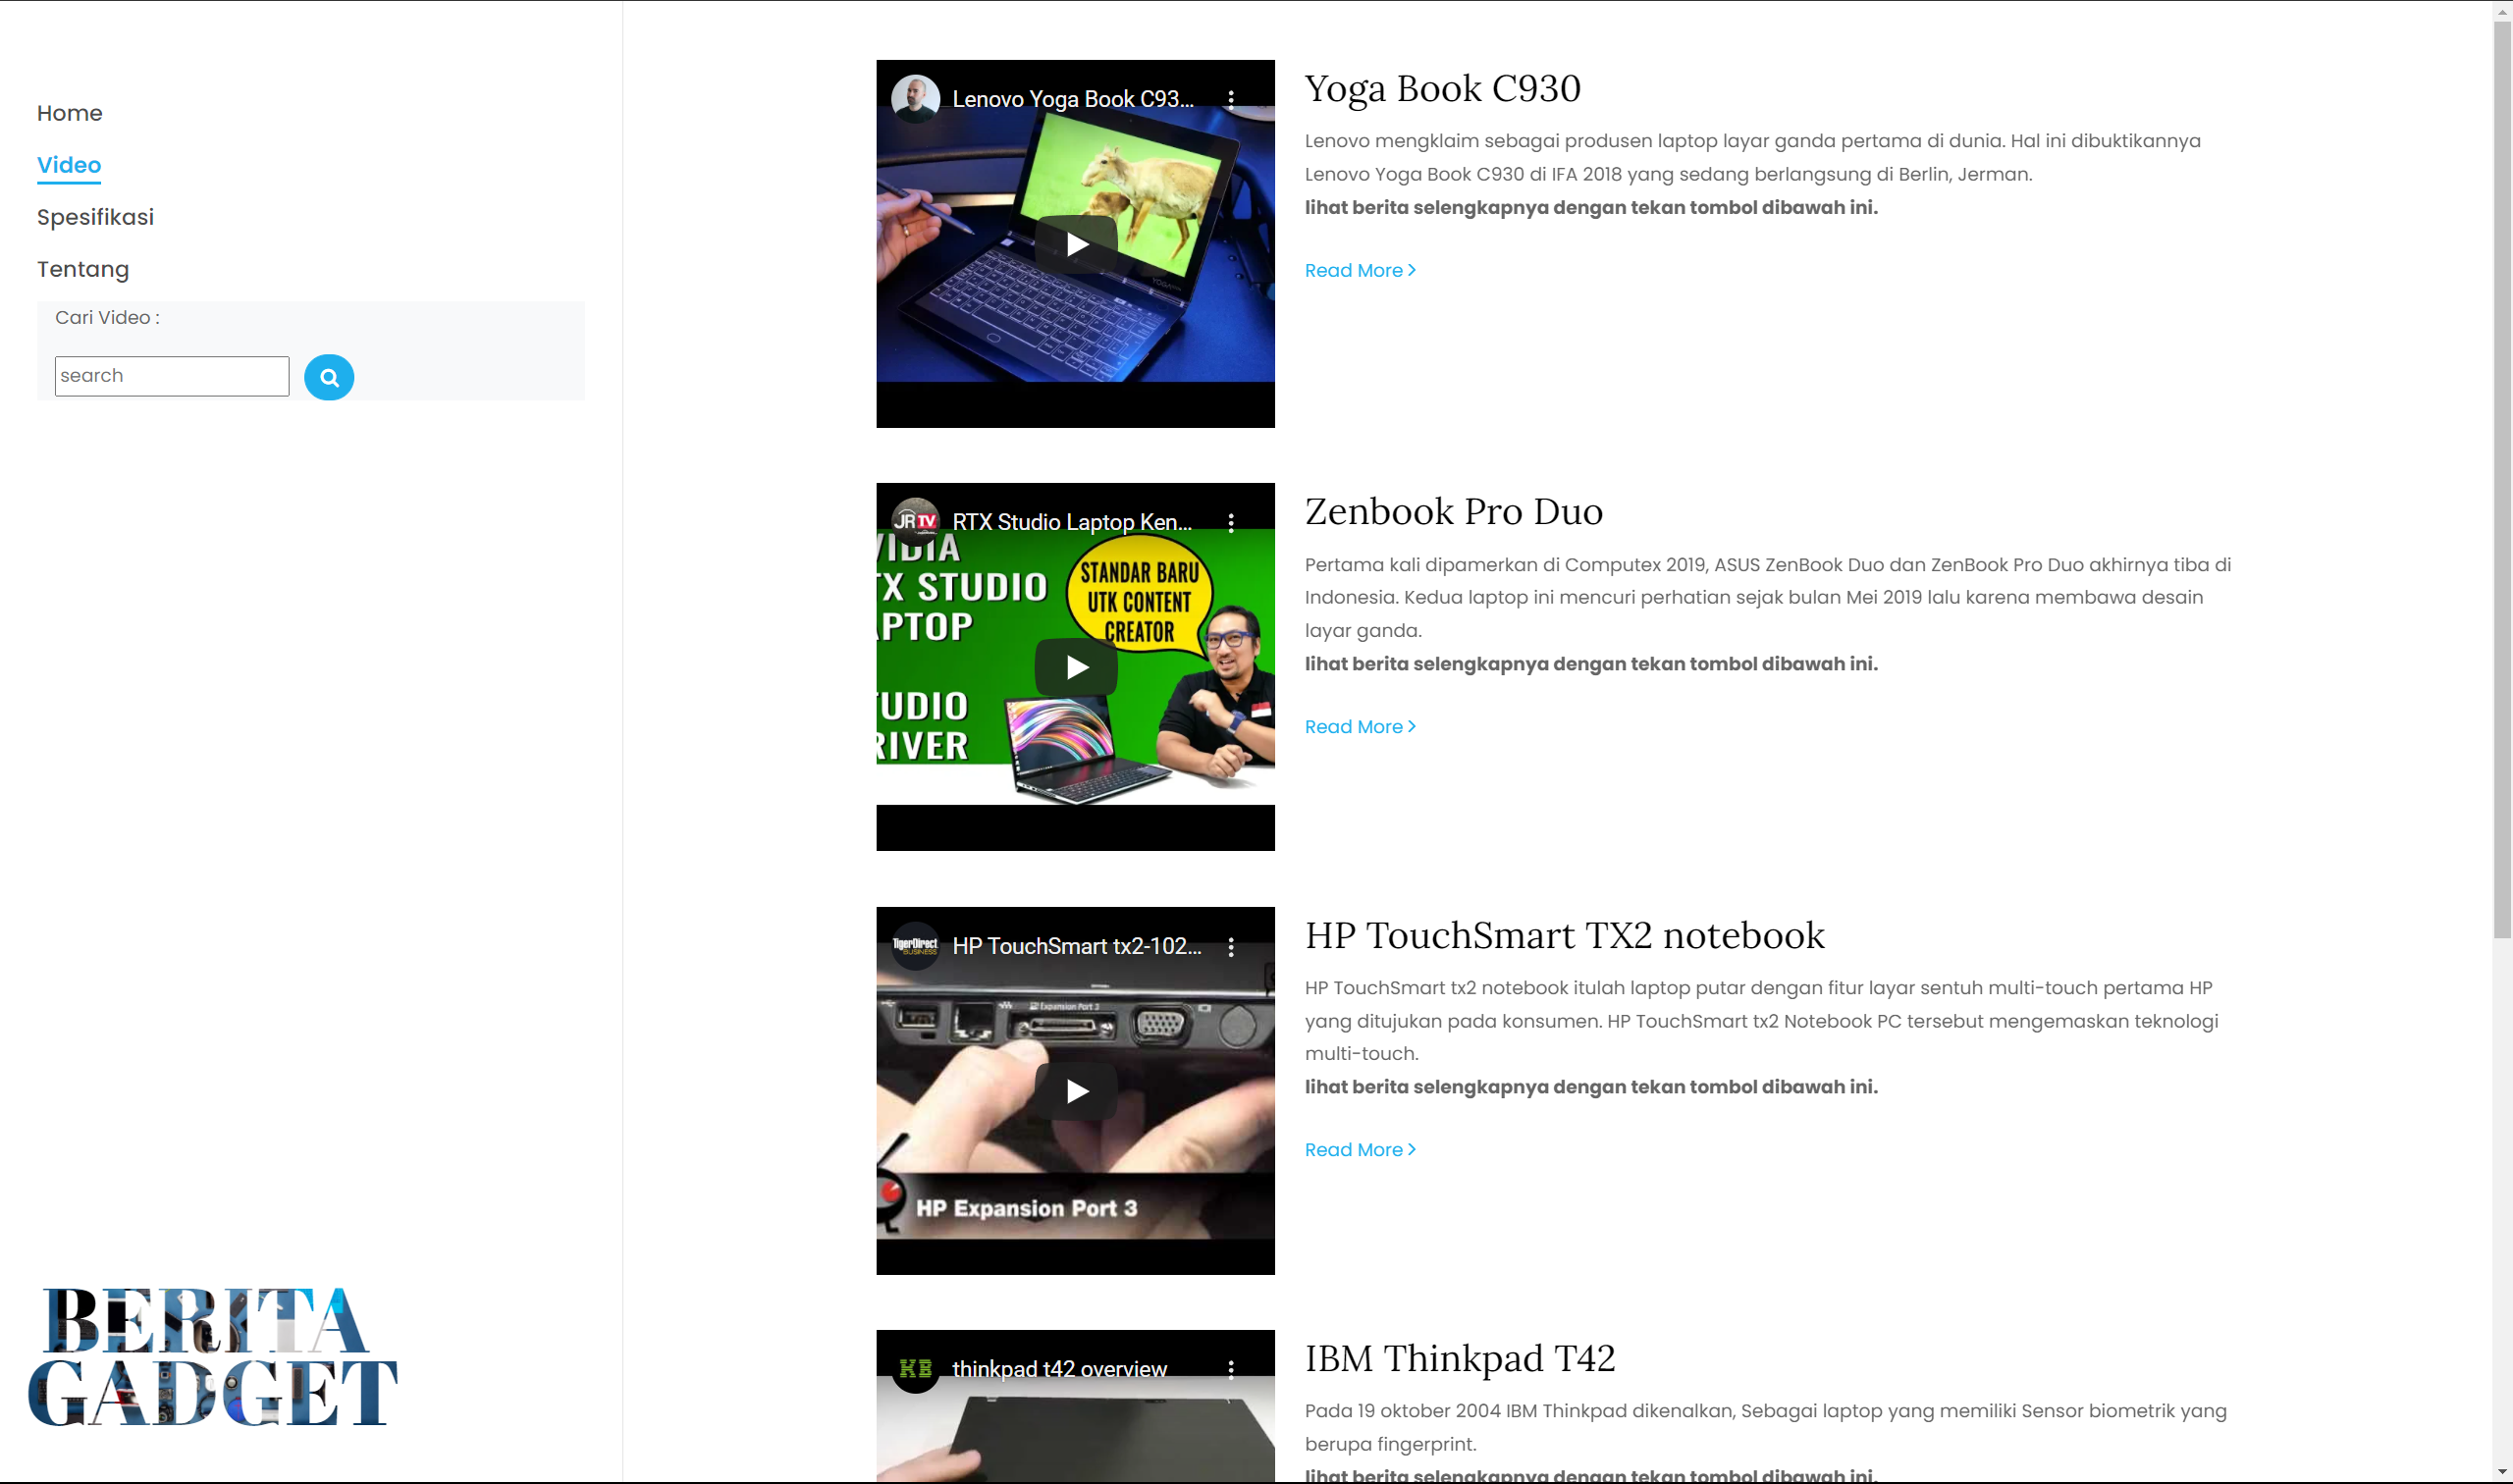 Home
Video
Spesifikasi
Tentang
Cari Video :
search
BERITA
GADGET
Lenovo Yoga Book C93...
Yoga Book C930
Lenovo mengklaim sebagai produsen laptop layar ganda pertama di dunia. Hal ini dibuktikannya
Lenovo Yoga Book C930 di IFA 2018 yang sedang berlangsung di Berlin, Jerman.
lihat berita selengkapnya dengan tekan tombol dibawah ini.
Read More
JRTV
RTX Studio Laptop Ken...
VIDIA
TX STUDIO
APTOP
STANDAR BARU
UTK CONTENT
CREATOR
UDIO
RIVER
Zenbook Pro Duo
Pertama kali dipamerkan di Computex 2019, ASUS ZenBook Duo dan ZenBook Pro Duo akhirnya tiba di
Indonesia. Kedua laptop ini mencuri perhatian sejak bulan Mei 2019 lalu karena membawa desain
layar ganda.
lihat berita selengkapnya dengan tekan tombol dibawah ini.
Read More
TigerDirect
BUSINESS
HP TouchSmart tx2-102...
Expansion Port 3
HP Expansion Port 3
HP TouchSmart TX2 notebook
HP TouchSmart tx2 notebook itulah laptop putar dengan fitur layar sentuh multi-touch pertama HP
yang ditujukan pada konsumen. HP TouchSmart tx2 Notebook PC tersebut mengemaskan teknologi
multi-touch.
lihat berita selengkapnya dengan tekan tombol dibawah ini.
Read More
KB
thinkpad t42 overview
IBM Thinkpad T42
Pada 19 oktober 2004 IBM Thinkpad dikenalkan, Sebagai laptop yang memiliki Sensor biometrik yang
berupa fingerprint.
lihat berita selengkapnya dengan tekan tombol dibawah ini.